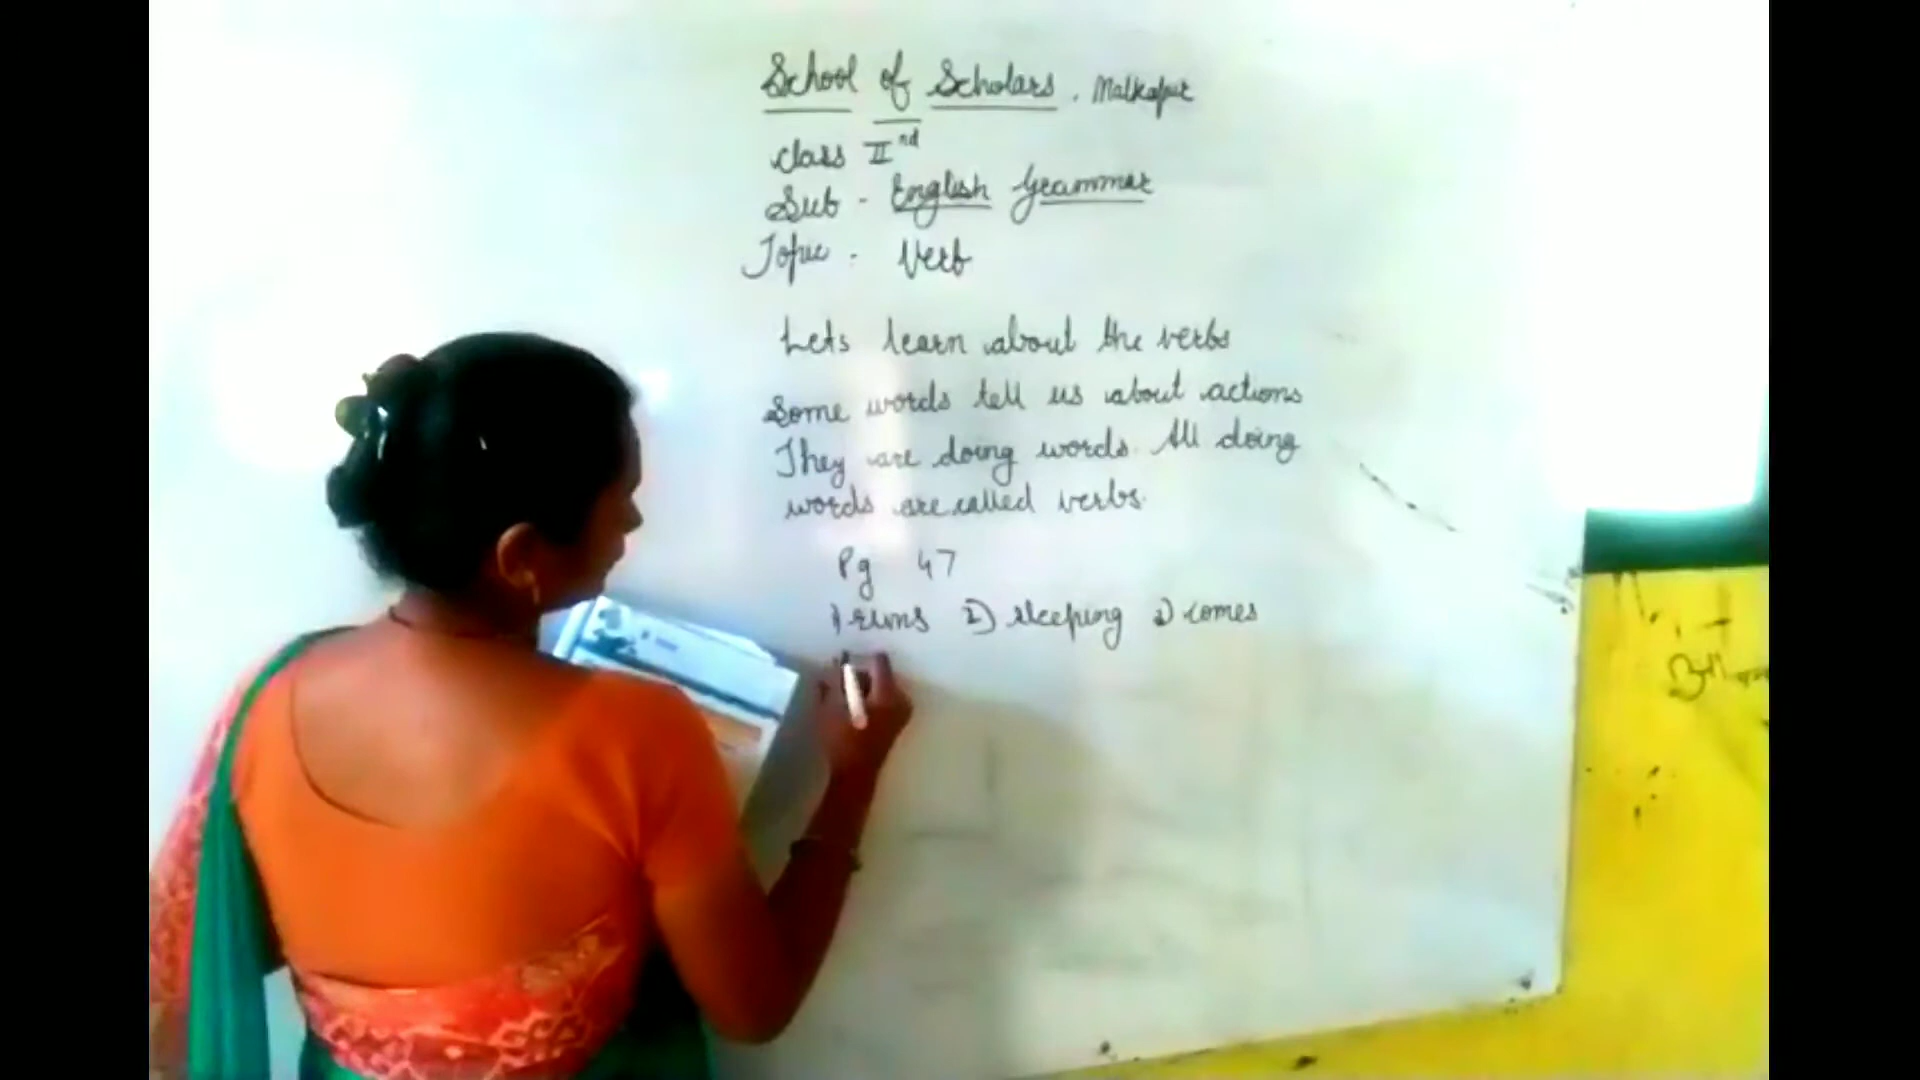 School of Scholars. Malkapur
class IInd
Sub - English Grammar
Topic - Verb
Lets learn about the verbs
Some words tell us about actions
They are doing words. All doing
words are called verbs.
Pg 47
1) runs 2) sleeping 3) comes